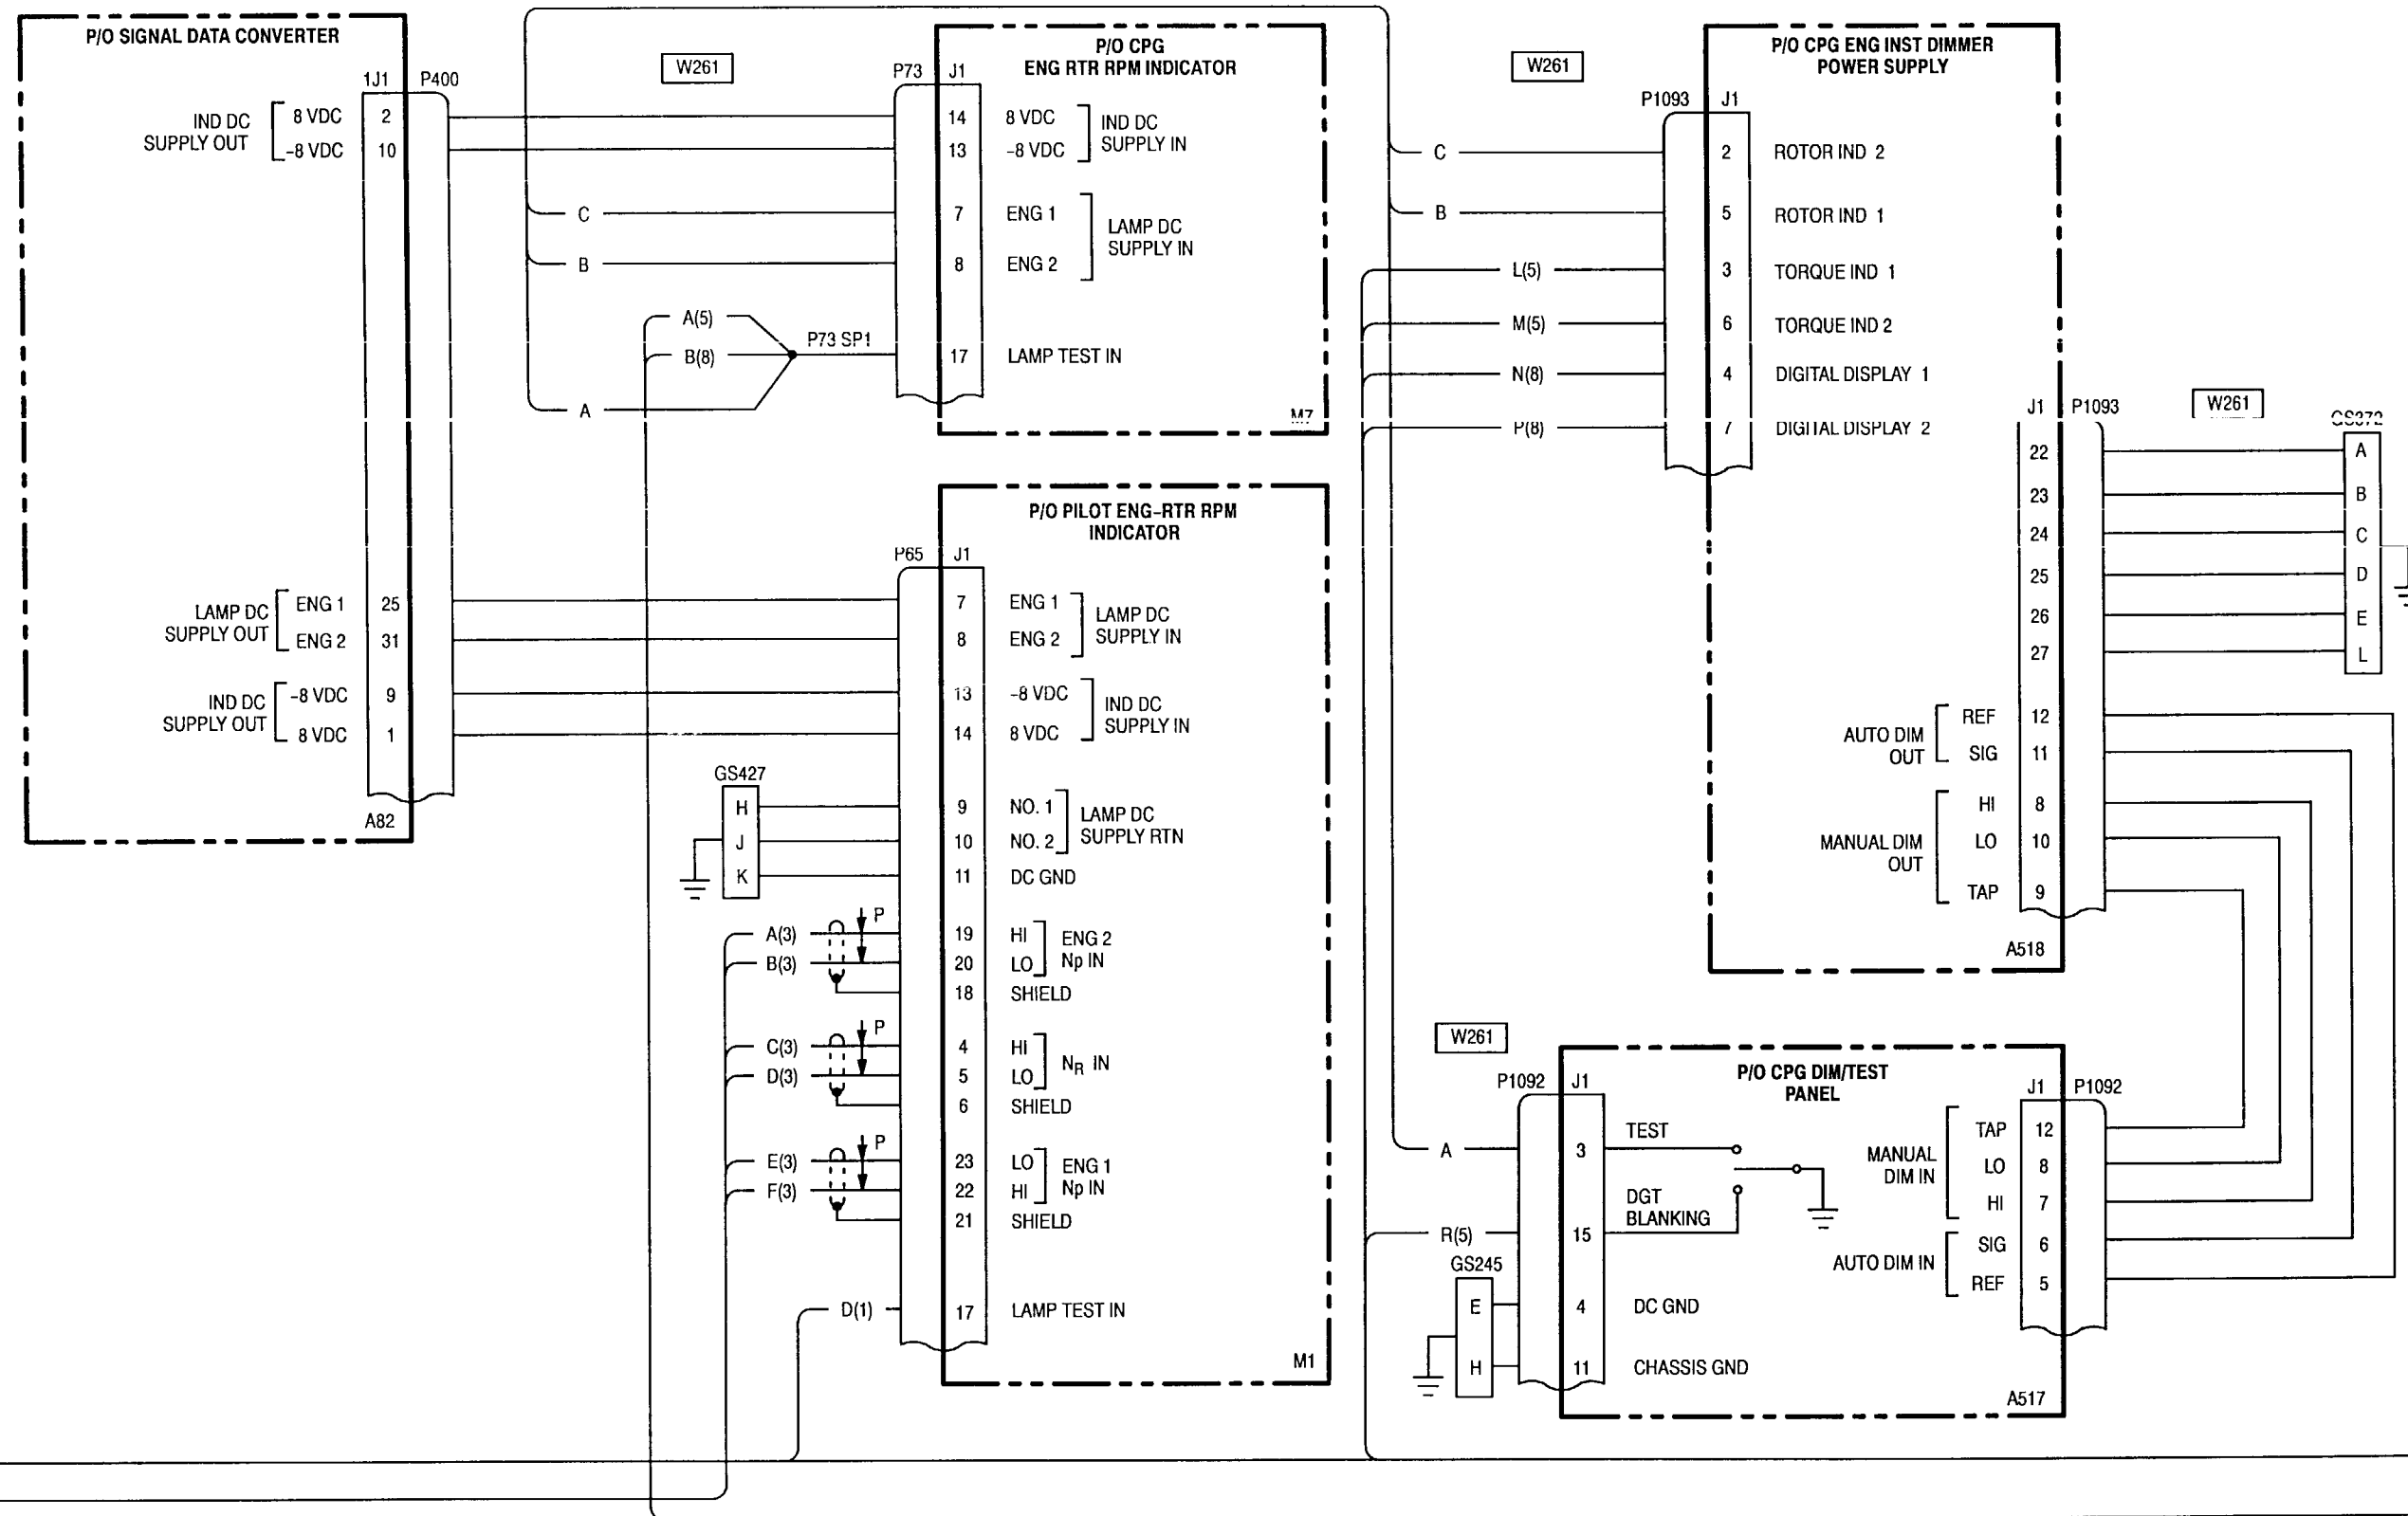 P/O SIGNAL DATA CONVERTER
1J1 P400
IND DC
SUPPLY OUT
8 VDC 2
-8 VDC 10
LAMP DC
SUPPLY OUT
ENG 1 25
ENG 2 31
IND DC
SUPPLY OUT
-8 VDC 9
8 VDC 1
A82
W261
P/O CPG
ENG RTR RPM INDICATOR
P73 J1
14 8 VDC
13 -8 VDC
IND DC
SUPPLY IN
C 7 ENG 1
B 8 ENG 2
LAMP DC
SUPPLY IN
A(5)
B(8)
A
P73 SP1
17 LAMP TEST IN
M7
P/O PILOT ENG-RTR RPM
INDICATOR
P65 J1
7 ENG 1
8 ENG 2
LAMP DC
SUPPLY IN
13 -8 VDC
14 8 VDC
IND DC
SUPPLY IN
GS427
H 9 NO. 1
J 10 NO. 2
LAMP DC
SUPPLY RTN
K 11 DC GND
P
A(3) 19 HI
B(3) 20 LO
ENG 2
Np IN
18 SHIELD
P
C(3) 4 HI
D(3) 5 LO
NR IN
6 SHIELD
P
E(3) 23 LO
F(3) 22 HI
ENG 1
Np IN
21 SHIELD
D(1) 17 LAMP TEST IN
M1
W261
P/O CPG ENG INST DIMMER
POWER SUPPLY
P1093 J1
C 2 ROTOR IND 2
B 5 ROTOR IND 1
L(5) 3 TORQUE IND 1
M(5) 6 TORQUE IND 2
N(8) 4 DIGITAL DISPLAY 1
P(8) 7 DIGITAL DISPLAY 2
J1 P1093
W261
GS372
22 A
23 B
24 C
25 D
26 E
27 L
AUTO DIM
OUT
REF 12
SIG 11
MANUAL DIM
OUT
HI 8
LO 10
TAP 9
A518
W261
P/O CPG DIM/TEST
PANEL
P1092 J1
A 3 TEST
R(5) 15 DGT
BLANKING
GS245
E 4 DC GND
H 11 CHASSIS GND
J1 P1092
MANUAL
DIM IN
TAP 12
LO 8
HI 7
AUTO DIM IN
SIG 6
REF 5
A517